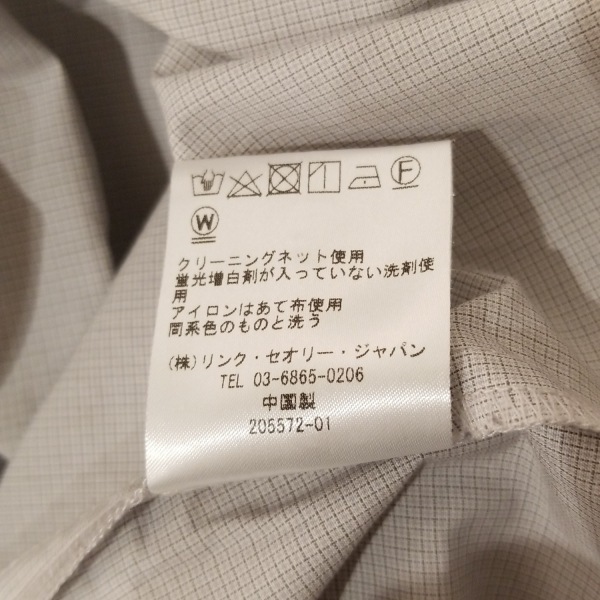 F
W
クリーニングネット使用
蛍光増白剤が入っていない洗剤使
用
アイロンはあて布使用
同系色のものと洗う
(株)リンク・セオリー・ジャパン
TEL 03-6865-0206
中國製
205572-01